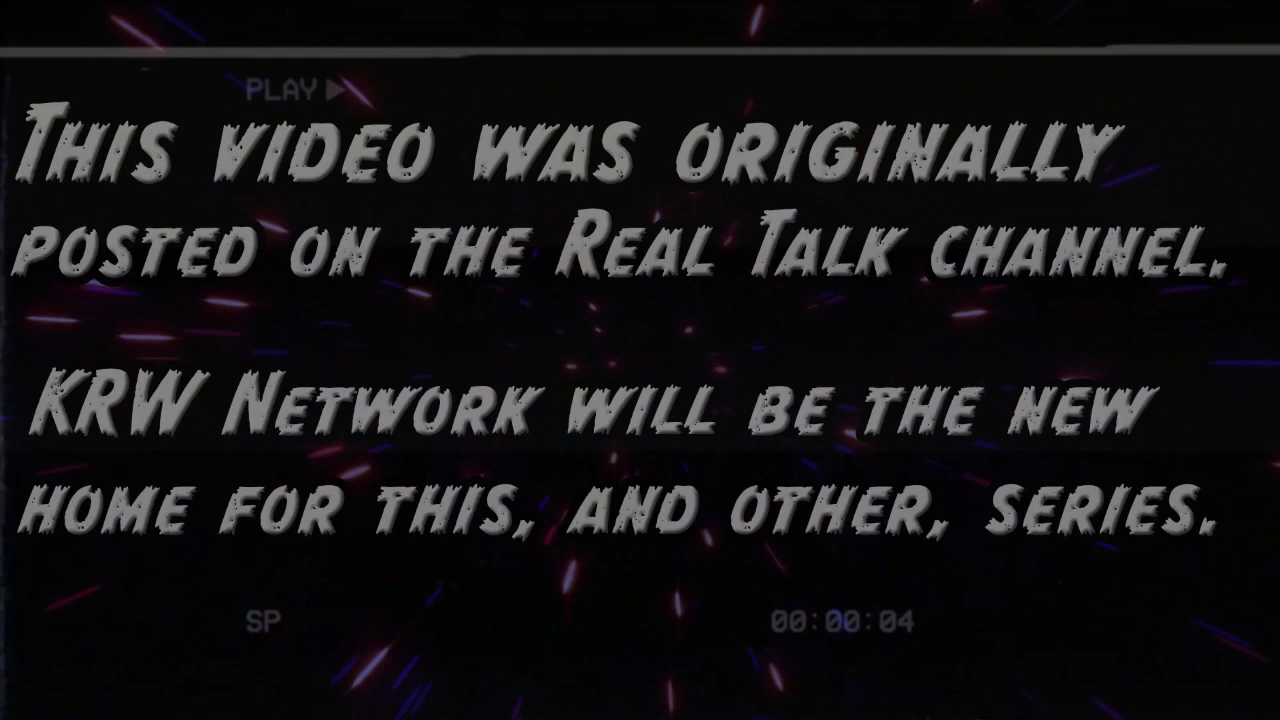 PLAY ▶
This video was originally
posted on the Real Talk channel.
KRW Network will be the new
home for this, and other, series.
SP 00:00:04